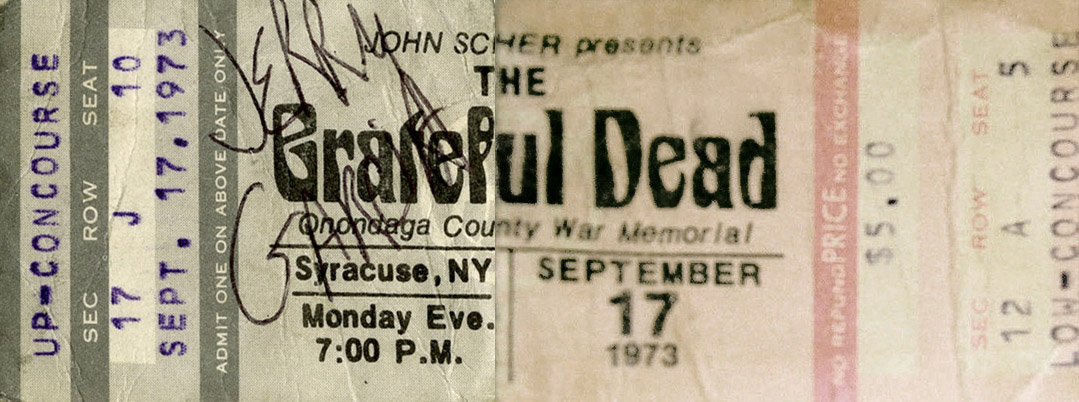 UP-CONCOURSE
SEC ROW SEAT
17 J 10
SEPT. 17,1973
ADMIT ONE ON ABOVE DATE ONLY
JERRY
GARCIA
JOHN SCHER presents
THE
Grateful Dead
Onondaga County War Memorial
Syracuse, NY
Monday Eve.
7:00 P.M.
SEPTEMBER
17
1973
NO REFUND PRICE NO EXCHANGE
$5.00
SEC ROW SEAT
12 A 5
LOW-CONCOURSE